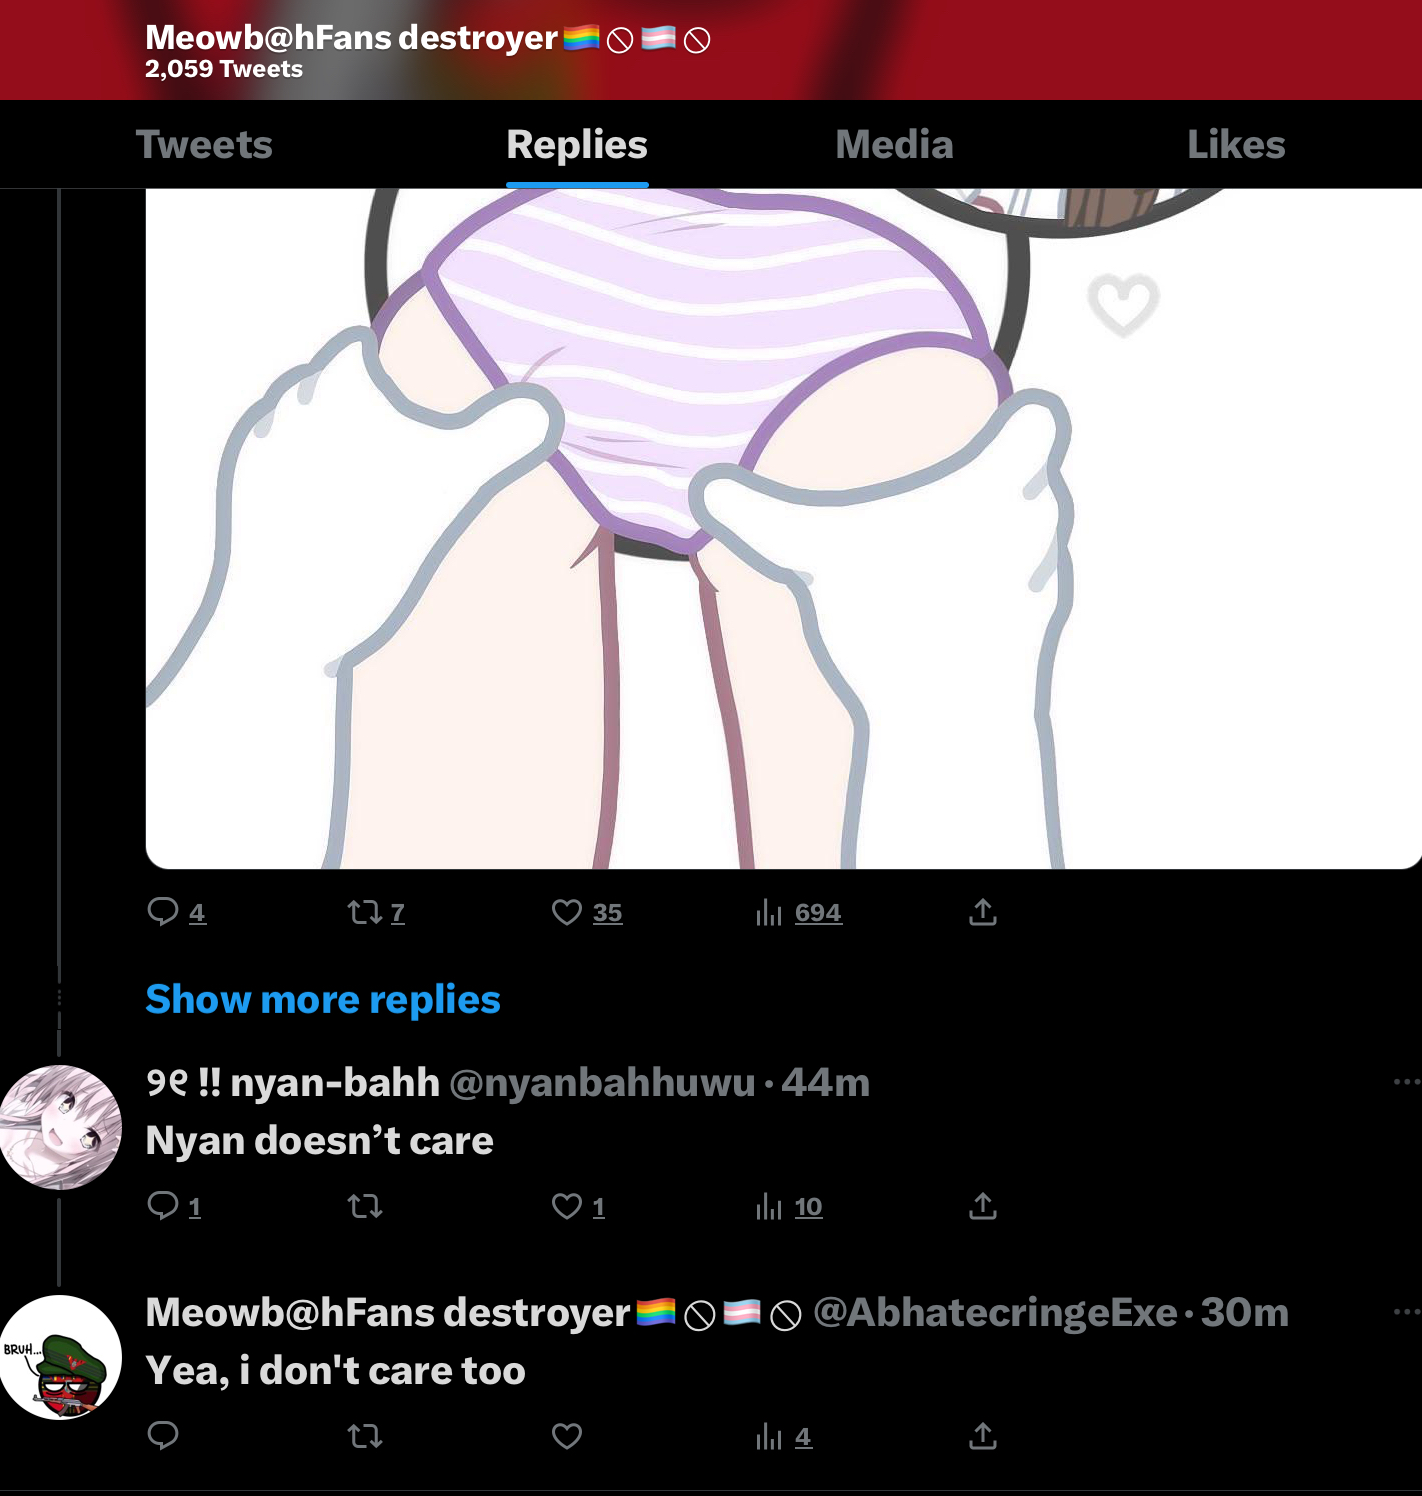 Meowb@hFans destroyer🏳️‍🌈🚫🏳️‍⚧️🚫
2,059 Tweets
Tweets Replies Media Likes
4 7 35 694
Show more replies
୨୧ !! nyan-bahh @nyanbahhuwu · 44m
Nyan doesn’t care
1 1 10
Meowb@hFans destroyer🏳️‍🌈🚫🏳️‍⚧️🚫 @AbhatecringeExe · 30m
BRUH...
Yea, i don't care too
4